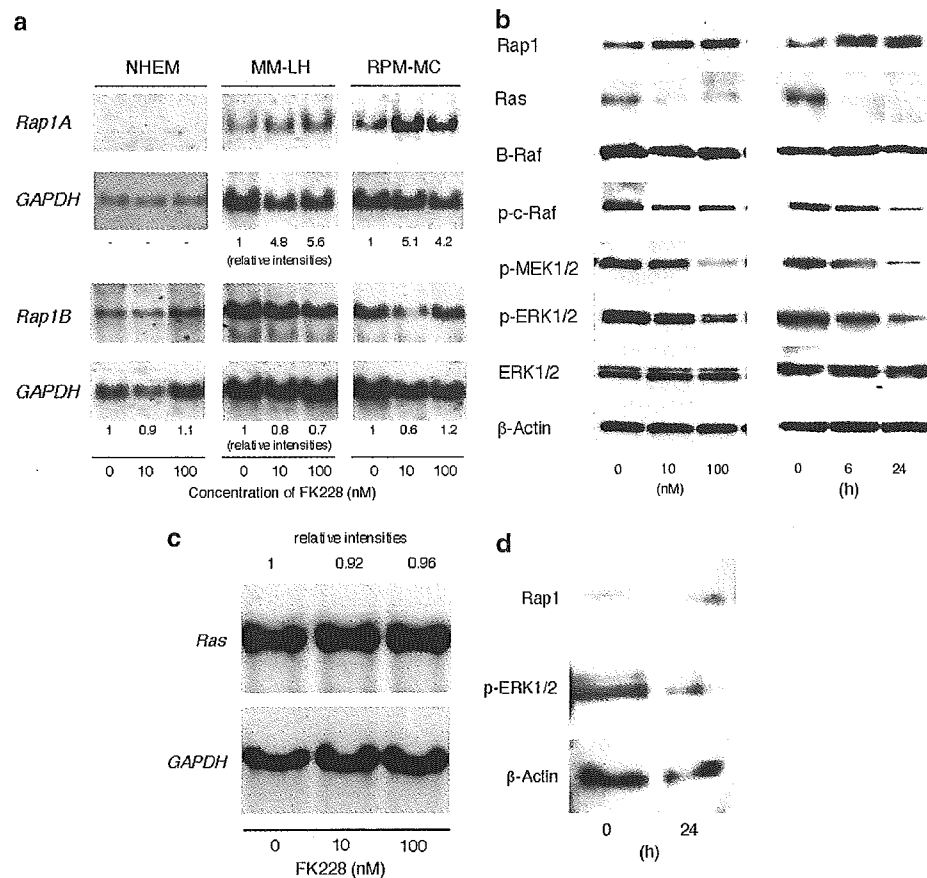 a
NHEM MM-LH RPM-MC
Rap1A
GAPDH
- - - 1 4.8 5.6 1 5.1 4.2
(relative intensities)
Rap1B
GAPDH
1 0.9 1.1 1 0.8 0.7 1 0.6 1.2
(relative intensities)
0 10 100 0 10 100 0 10 100
Concentration of FK228 (nM)
b
Rap1
Ras
B-Raf
p-c-Raf
p-MEK1/2
p-ERK1/2
ERK1/2
β-Actin
0 10 100 0 6 24
(nM) (h)
c
relative intensities
1 0.92 0.96
Ras
GAPDH
0 10 100
FK228 (nM)
d
Rap1
p-ERK1/2
β-Actin
0 24
(h)